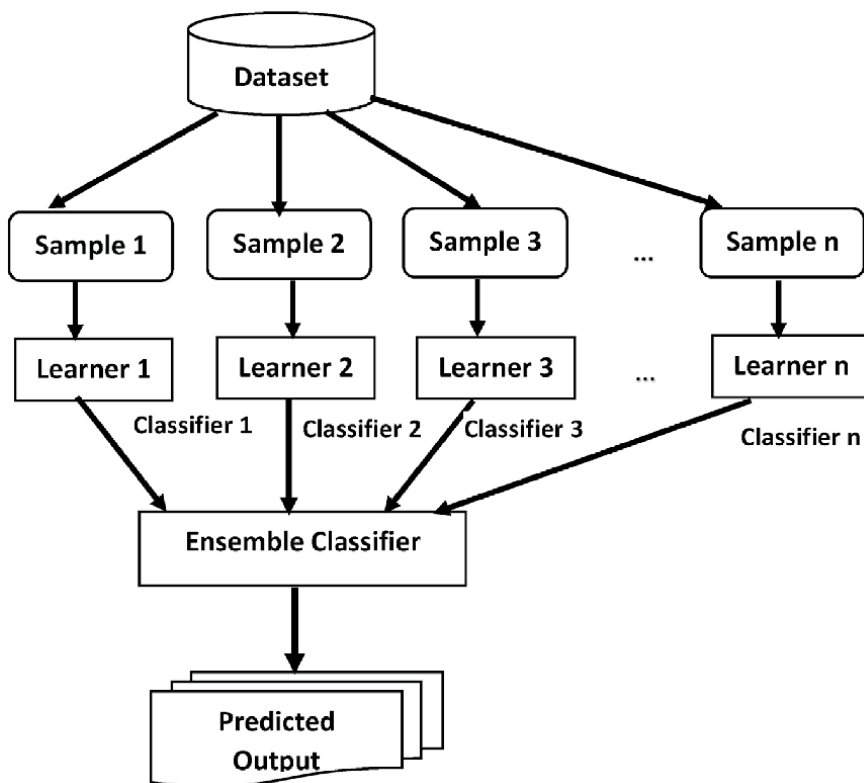 Dataset
Sample 1 Sample 2 Sample 3 ... Sample n
Learner 1 Learner 2 Learner 3 ... Learner n
Classifier 1 Classifier 2 Classifier 3 Classifier n
Ensemble Classifier
Predicted
Output